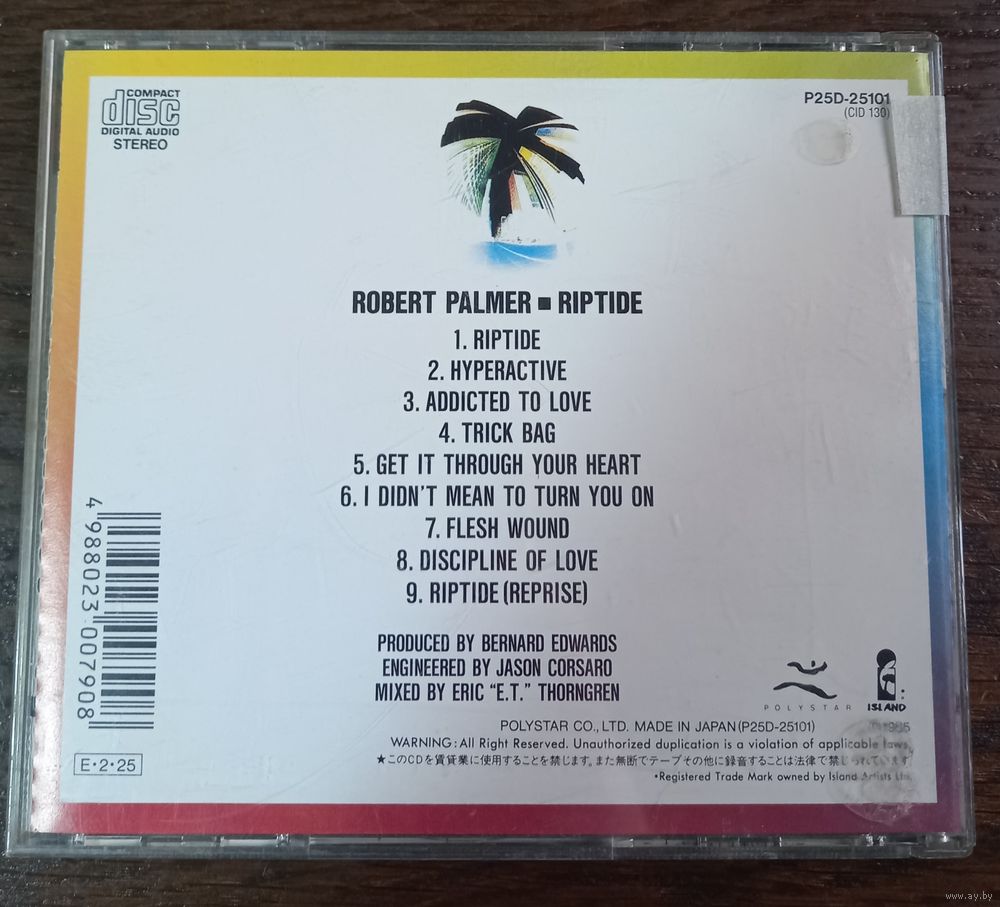 COMPACT
disc
DIGITAL AUDIO
STEREO
P25D-25101
(CID 130)
ROBERT PALMER ■ RIPTIDE
1. RIPTIDE
2. HYPERACTIVE
3. ADDICTED TO LOVE
4. TRICK BAG
5. GET IT THROUGH YOUR HEART
6. I DIDN'T MEAN TO TURN YOU ON
7. FLESH WOUND
8. DISCIPLINE OF LOVE
9. RIPTIDE (REPRISE)
PRODUCED BY BERNARD EDWARDS
ENGINEERED BY JASON CORSARO
MIXED BY ERIC "E.T." THORNGREN
4 988023 007908
E・2・25
POLYSTAR
ISLAND
POLYSTAR CO., LTD. MADE IN JAPAN (P25D-25101)
1985
WARNING: All Right Reserved. Unauthorized duplication is a violation of applicable laws.
★このCDを賃貸業に使用することを禁じます。また無断でテープその他に録音することは法律で禁じられています
•Registered Trade Mark owned by Island Artists Ltd.
www.ay.by